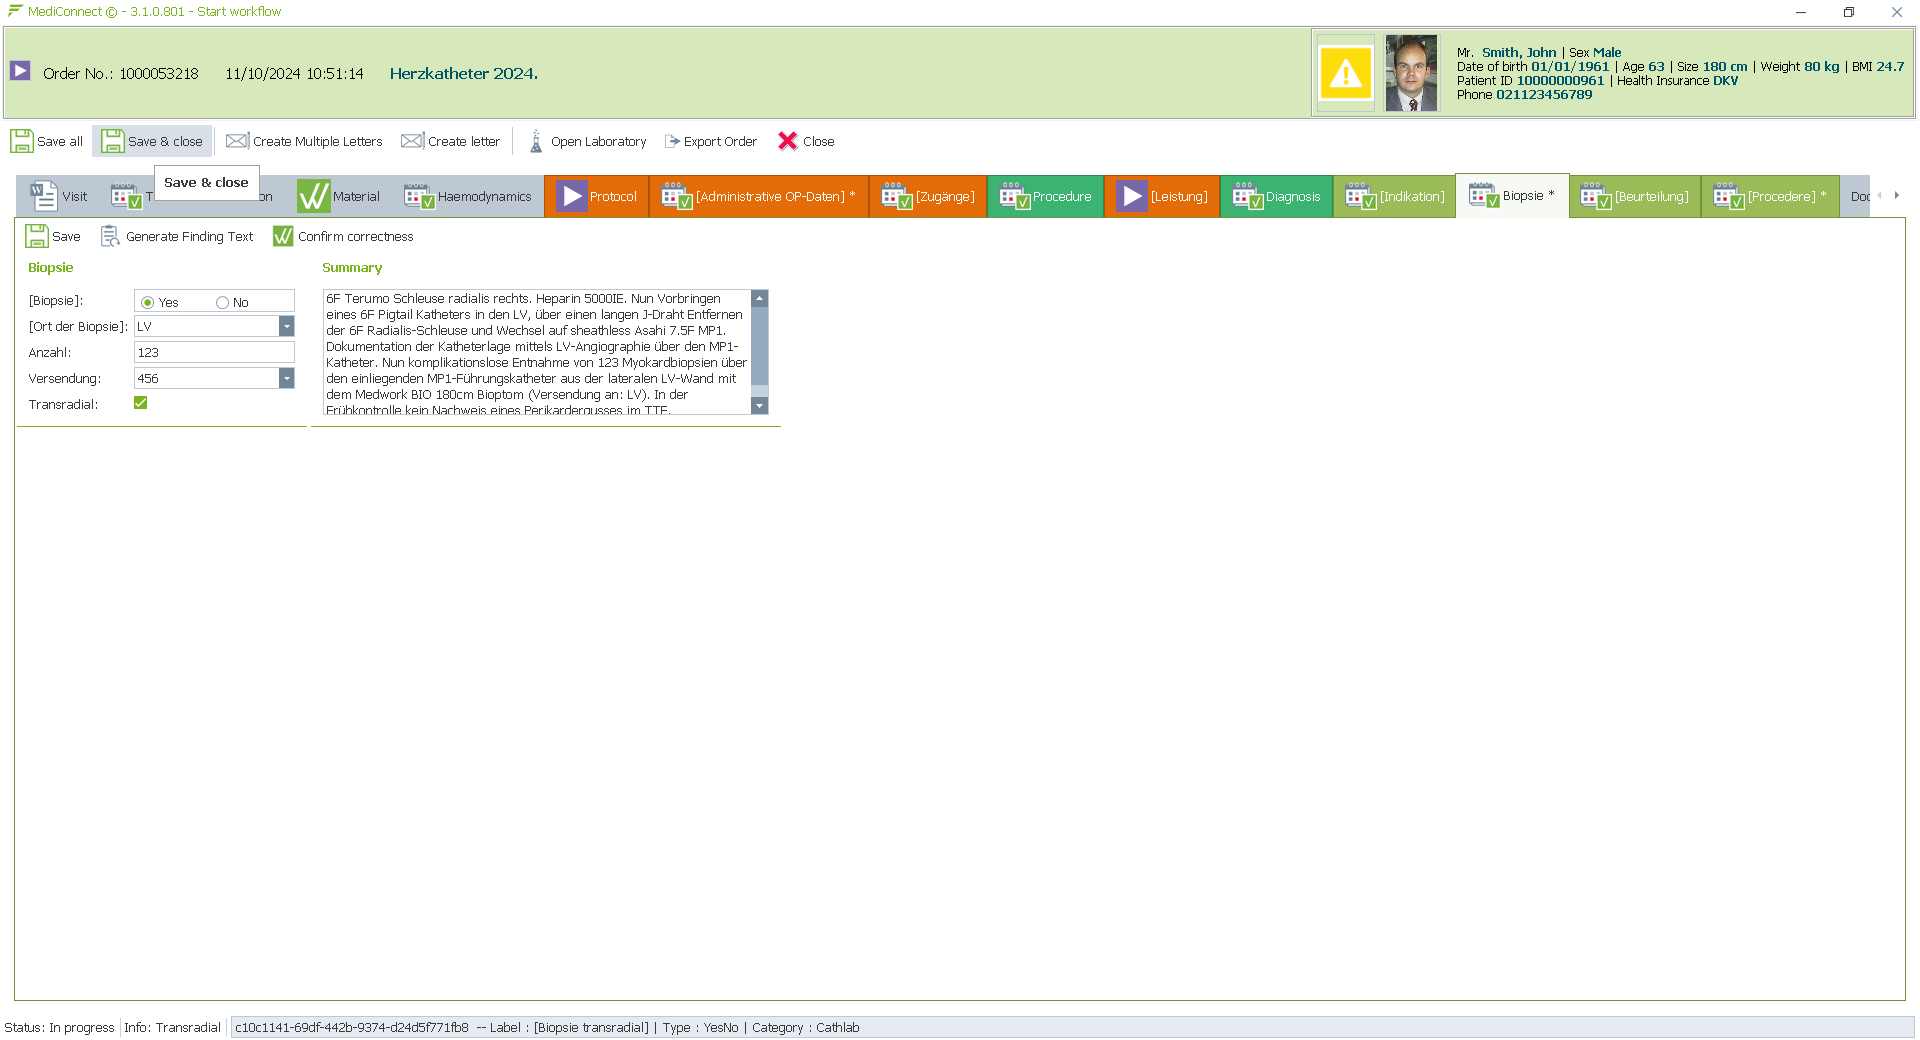 MediConnect © - 3.1.0.801 - Start workflow
Order No.: 1000053218 11/10/2024 10:51:14 Herzkatheter 2024.
Mr. Smith, John | Sex Male
Date of birth 01/01/1961 | Age 63 | Size 180 cm | Weight 80 kg | BMI 24.7
Patient ID 10000000961 | Health Insurance DKV
Phone 021123456789
Save all Save & close Create Multiple Letters Create letter Open Laboratory Export Order Close
Save & close
Visit T on Material Haemodynamics Protocol [Administrative OP-Daten] * [Zugänge] Procedure [Leistung] Diagnosis [Indikation] Biopsie * [Beurteilung] [Procedere] * Doc
Save Generate Finding Text Confirm correctness
Biopsie Summary
[Biopsie]: Yes No
[Ort der Biopsie]: LV
Anzahl: 123
Versendung: 456
Transradial:
6F Terumo Schleuse radialis rechts. Heparin 5000IE. Nun Vorbringen
eines 6F Pigtail Katheters in den LV, über einen langen J-Draht Entfernen
der 6F Radialis-Schleuse und Wechsel auf sheathless Asahi 7.5F MP1.
Dokumentation der Katheterlage mittels LV-Angiographie über den MP1-
Katheter. Nun komplikationslose Entnahme von 123 Myokardbiopsien über
den einliegenden MP1-Führungskatheter aus der lateralen LV-Wand mit
dem Medwork BIO 180cm Bioptom (Versendung an: LV). In der
Frühkontrolle kein Nachweis eines Perikardergusses im TTE.
Status: In progress Info: Transradial c10c1141-69df-442b-9374-d24d5f771fb8 -- Label : [Biopsie transradial] | Type : YesNo | Category : Cathlab